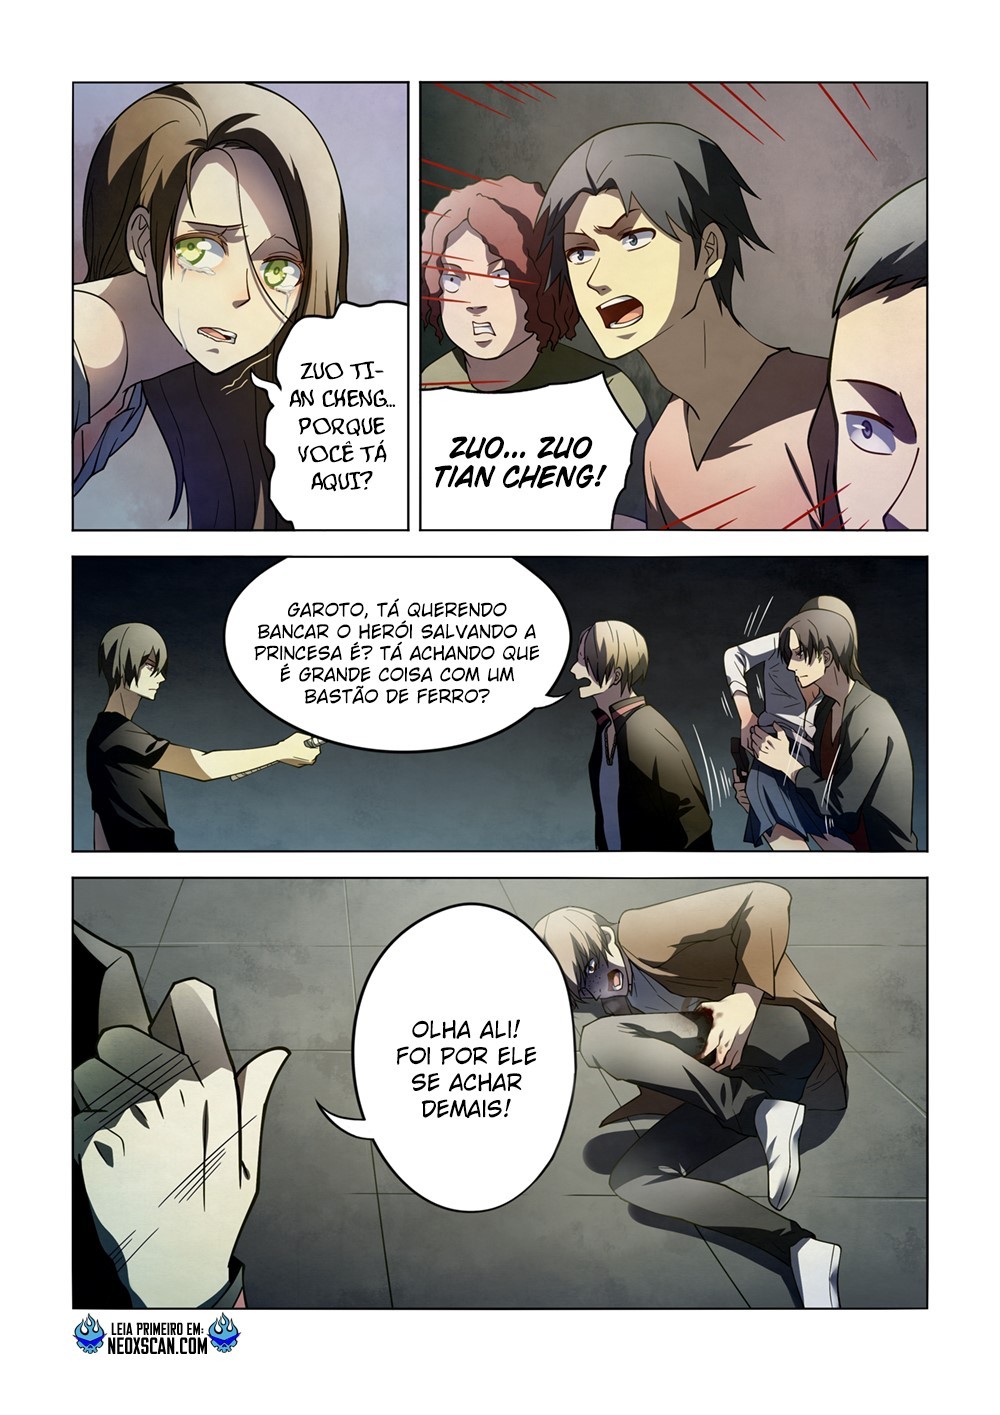 ZUO TI-
AN CHENG...
PORQUE
VOCÊ TÁ
AQUI?
ZUO... ZUO
TIAN CHENG!
GAROTO, TÁ QUERENDO
BANCAR O HERÓI SALVANDO A
PRINCESA É? TÁ ACHANDO QUE
É GRANDE COISA COM UM
BASTÃO DE FERRO?
OLHA ALI!
FOI POR ELE
SE ACHAR
DEMAIS!
LEIA PRIMEIRO EM:
NEOXSCAN.COM